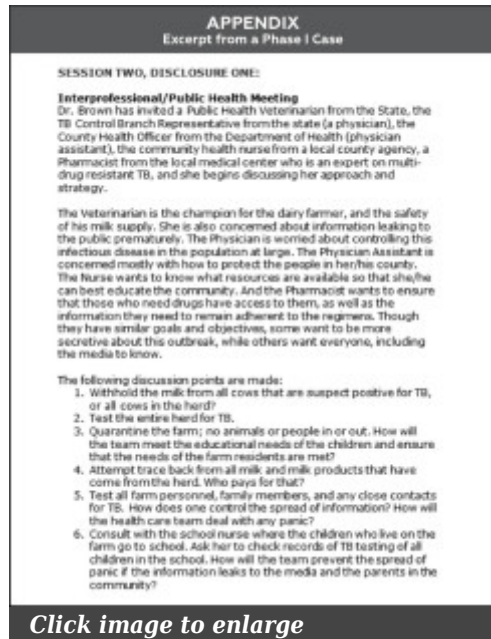 APPENDIX
Excerpt from a Phase I Case
SESSION TWO, DISCLOSURE ONE:
Interprofessional/Public Health Meeting
Dr. Brown has invited a Public Health Veterinarian from the State, the
TB Control Branch Representative from the state (a physician), the
County Health Officer from the Department of Health (physician
assistant), the community health nurse from a local county agency, a
Pharmacist from the local medical center who is an expert on multi-
drug resistant TB, and she begins discussing her approach and
strategy.
The Veterinarian is the champion for the dairy farmer, and the safety
of his milk supply. She is also concerned about information leaking to
the public prematurely. The Physician is worried about controlling this
infectious disease in the population at large. The Physician Assistant is
concerned mostly with how to protect the people in her/his county.
The Nurse wants to know what resources are available so that she/he
can best educate the community. And the Pharmacist wants to ensure
that those who need drugs have access to them, as well as the
information they need to remain adherent to the regimens. Though
they have similar goals and objectives, some want to be more
secretive about this outbreak, while others want everyone, including
the media to know.
The following discussion points are made:
1. Withhold the milk from all cows that are suspect positive for TB,
or all cows in the herd?
2. Test the entire herd for TB.
3. Quarantine the farm; no animals or people in or out. How will
the team meet the educational needs of the children and ensure
that the needs of the farm residents are met?
4. Attempt trace back from all milk and milk products that have
come from the herd. Who pays for that?
5. Test all farm personnel, family members, and any close contacts
for TB. How does one control the spread of information? How will
the health care team deal with any panic?
6. Consult with the school nurse where the children who live on the
farm go to school. Ask her to check records of TB testing of all
children in the school. How will the team prevent the spread of
panic if the information leaks to the media and the parents in the
community?
Click image to enlarge